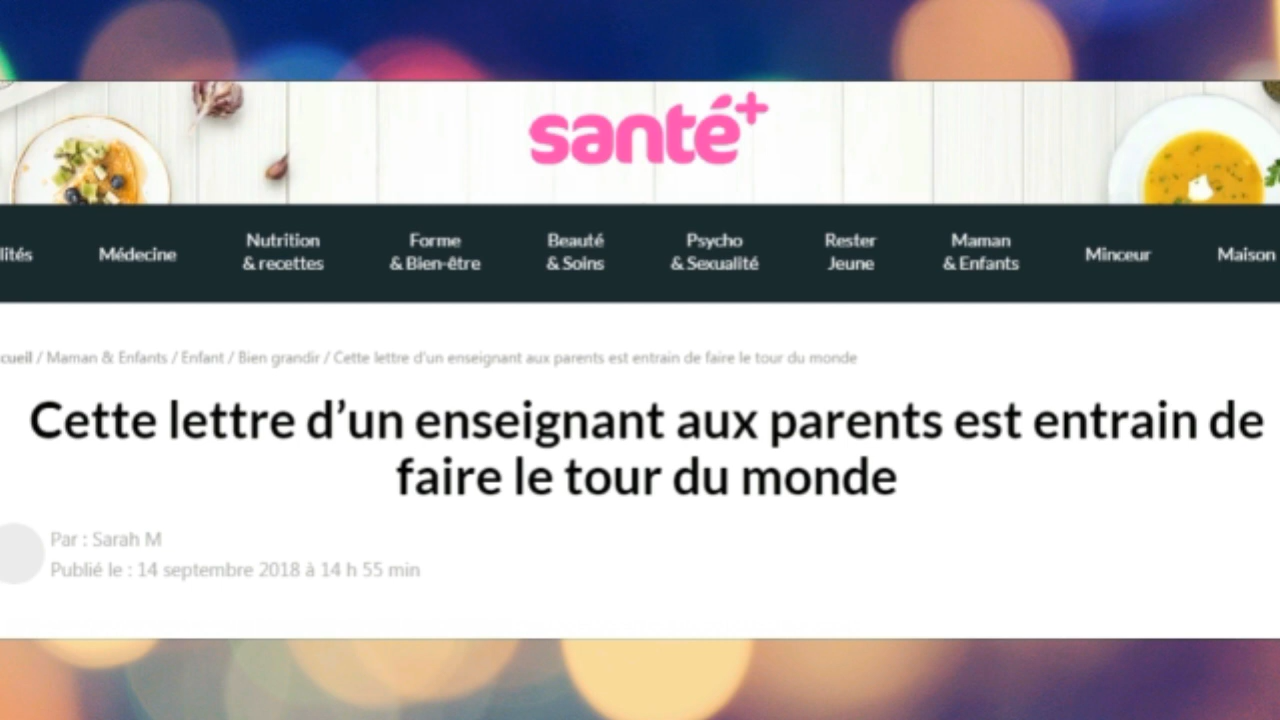 santé+
lités
Médecine
Nutrition
& recettes
Forme
& Bien-être
Beauté
& Soins
Psycho
& Sexualité
Rester
Jeune
Maman
& Enfants
Minceur
Maison
cueil / Maman & Enfants / Enfant / Bien grandir / Cette lettre d'un enseignant aux parents est entrain de faire le tour du monde
Cette lettre d’un enseignant aux parents est entrain de
faire le tour du monde
Par : Sarah M
Publié le : 14 septembre 2018 à 14 h 55 min